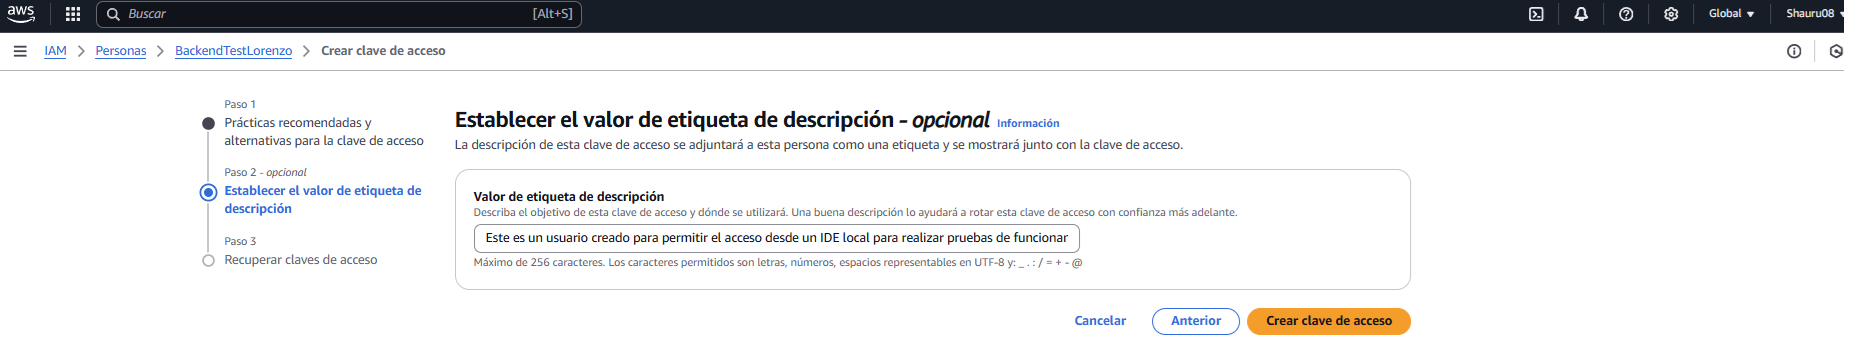 aws
Buscar
[Alt+S]
Global
Shauru08
IAM
Personas
BackendTestLorenzo
Crear clave de acceso
Paso 1
Prácticas recomendadas y
alternativas para la clave de acceso
Paso 2 - opcional
Establecer el valor de etiqueta de
descripción
Paso 3
Recuperar claves de acceso
Establecer el valor de etiqueta de descripción - opcional Información
La descripción de esta clave de acceso se adjuntará a esta persona como una etiqueta y se mostrará junto con la clave de acceso.
Valor de etiqueta de descripción
Describa el objetivo de esta clave de acceso y dónde se utilizará. Una buena descripción lo ayudará a rotar esta clave de acceso con confianza más adelante.
Este es un usuario creado para permitir el acceso desde un IDE local para realizar pruebas de funcionar
Máximo de 256 caracteres. Los caracteres permitidos son letras, números, espacios representables en UTF-8 y: _ . : / = + - @
Cancelar
Anterior
Crear clave de acceso